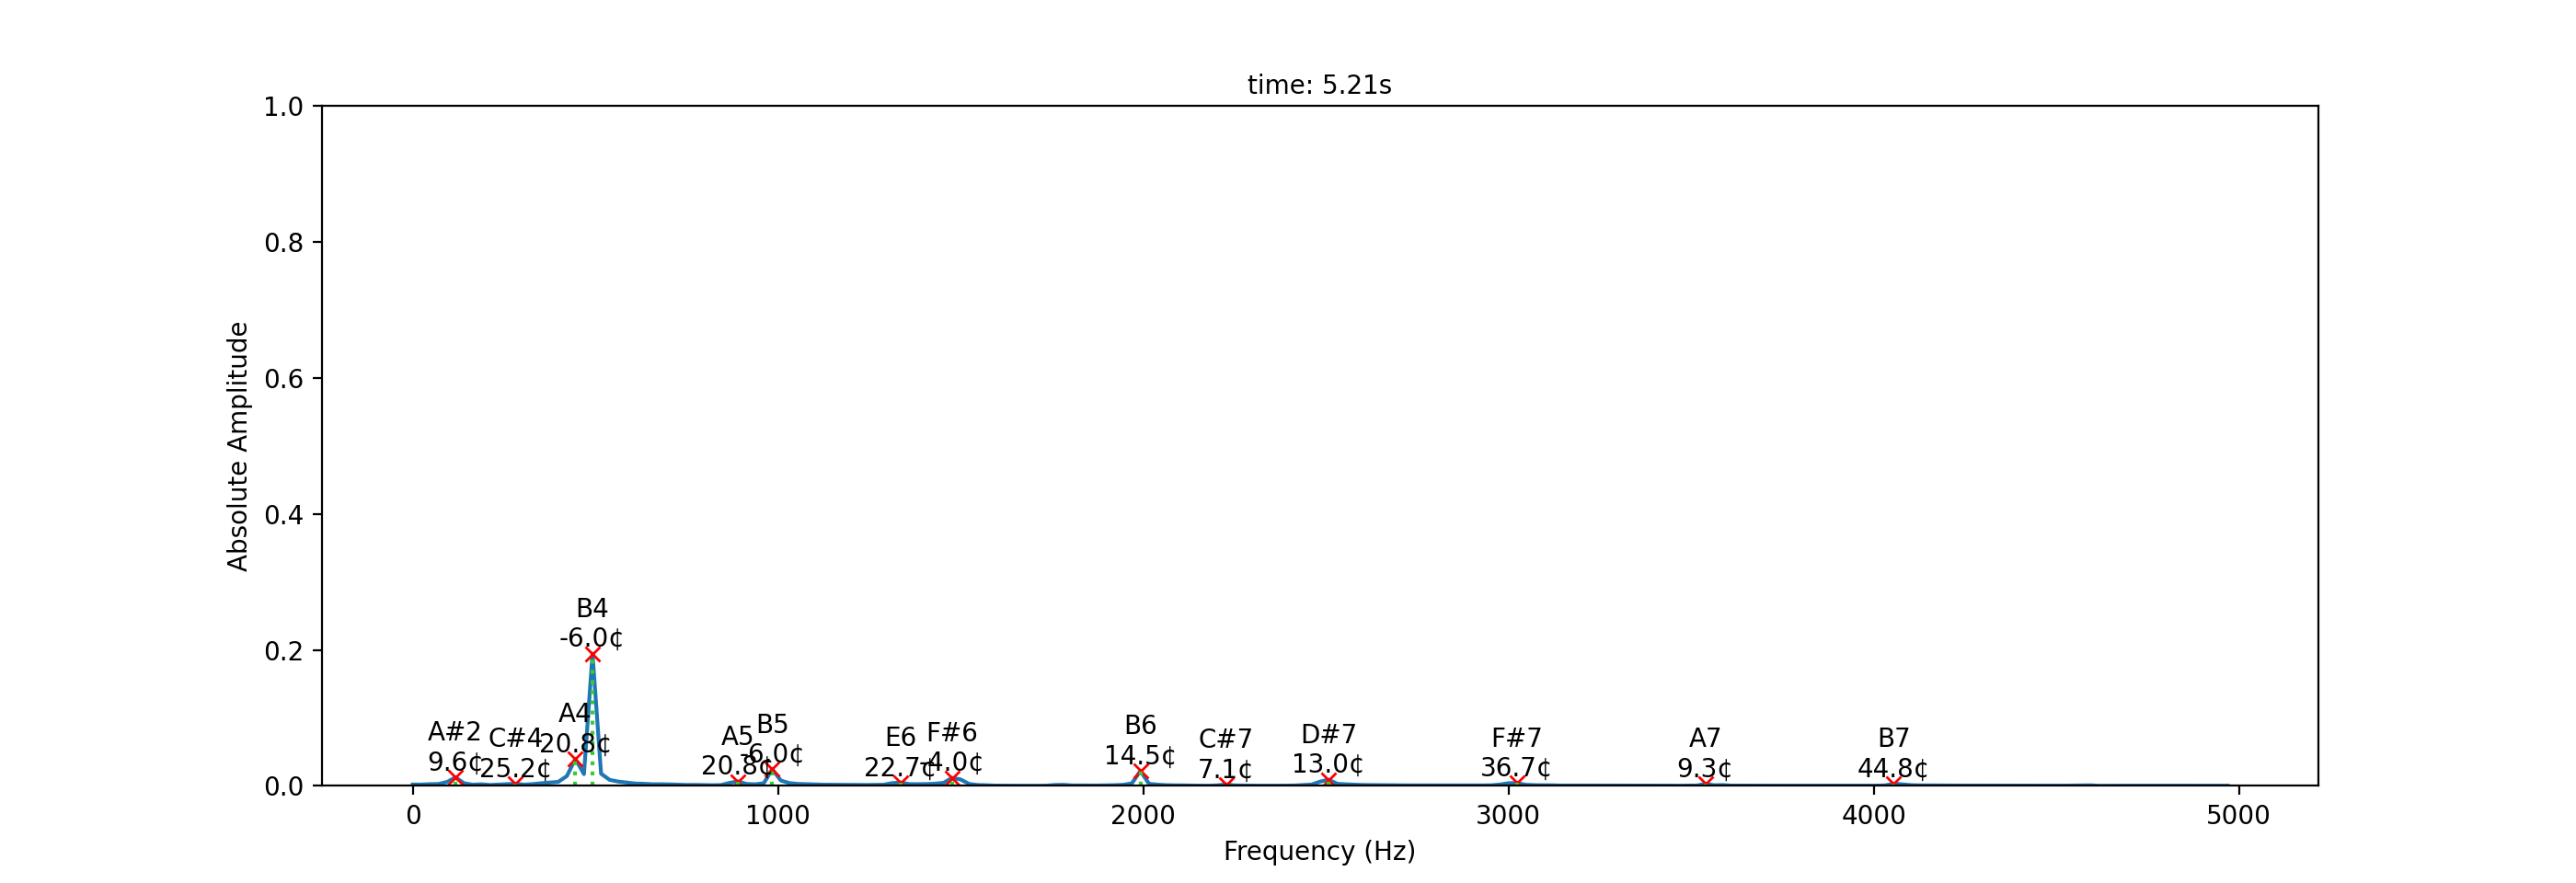 time: 5.21s
1.0
0.8
0.6
0.4
0.2
0.0
Absolute Amplitude
B4
-6.0¢
A4
20.8¢
A#2
9.6¢
C#4
25.2¢
A5
20.8¢
B5
-6.0¢
E6
22.7¢
F#6
-4.0¢
B6
14.5¢
C#7
7.1¢
D#7
13.0¢
F#7
36.7¢
A7
9.3¢
B7
44.8¢
0 1000 2000 3000 4000 5000
Frequency (Hz)